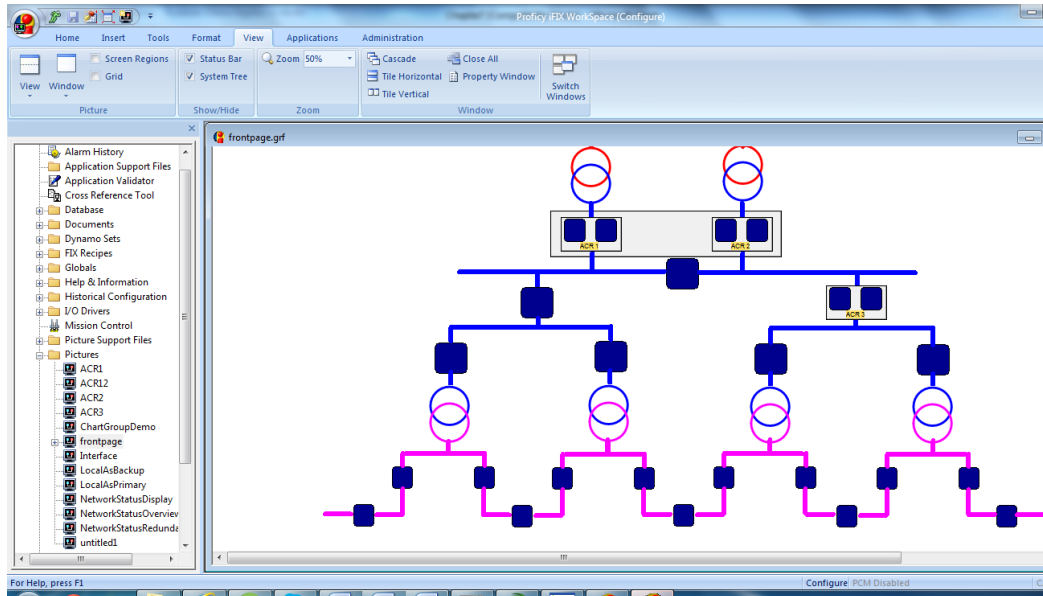 Proficy iFIX WorkSpace (Configure)
Home Insert Tools Format View Applications Administration
Screen Regions
Grid
View
Window
Picture
Status Bar
System Tree
Show/Hide
Zoom 50%
Zoom
Cascade
Close All
Tile Horizontal
Property Window
Tile Vertical
Window
Switch
Windows
Alarm History
Application Support Files
Application Validator
Cross Reference Tool
Database
Documents
Dynamo Sets
FIX Recipes
Globals
Help & Information
Historical Configuration
I/O Drivers
Mission Control
Picture Support Files
Pictures
ACR1
ACR12
ACR2
ACR3
ChartGroupDemo
frontpage
Interface
LocalAsBackup
LocalAsPrimary
NetworkStatusDisplay
NetworkStatusOverview
NetworkStatusRedunda
untitled1
frontpage.grf
ACR 1
ACR 2
ACR 3
For Help, press F1
Configure PCM Disabled